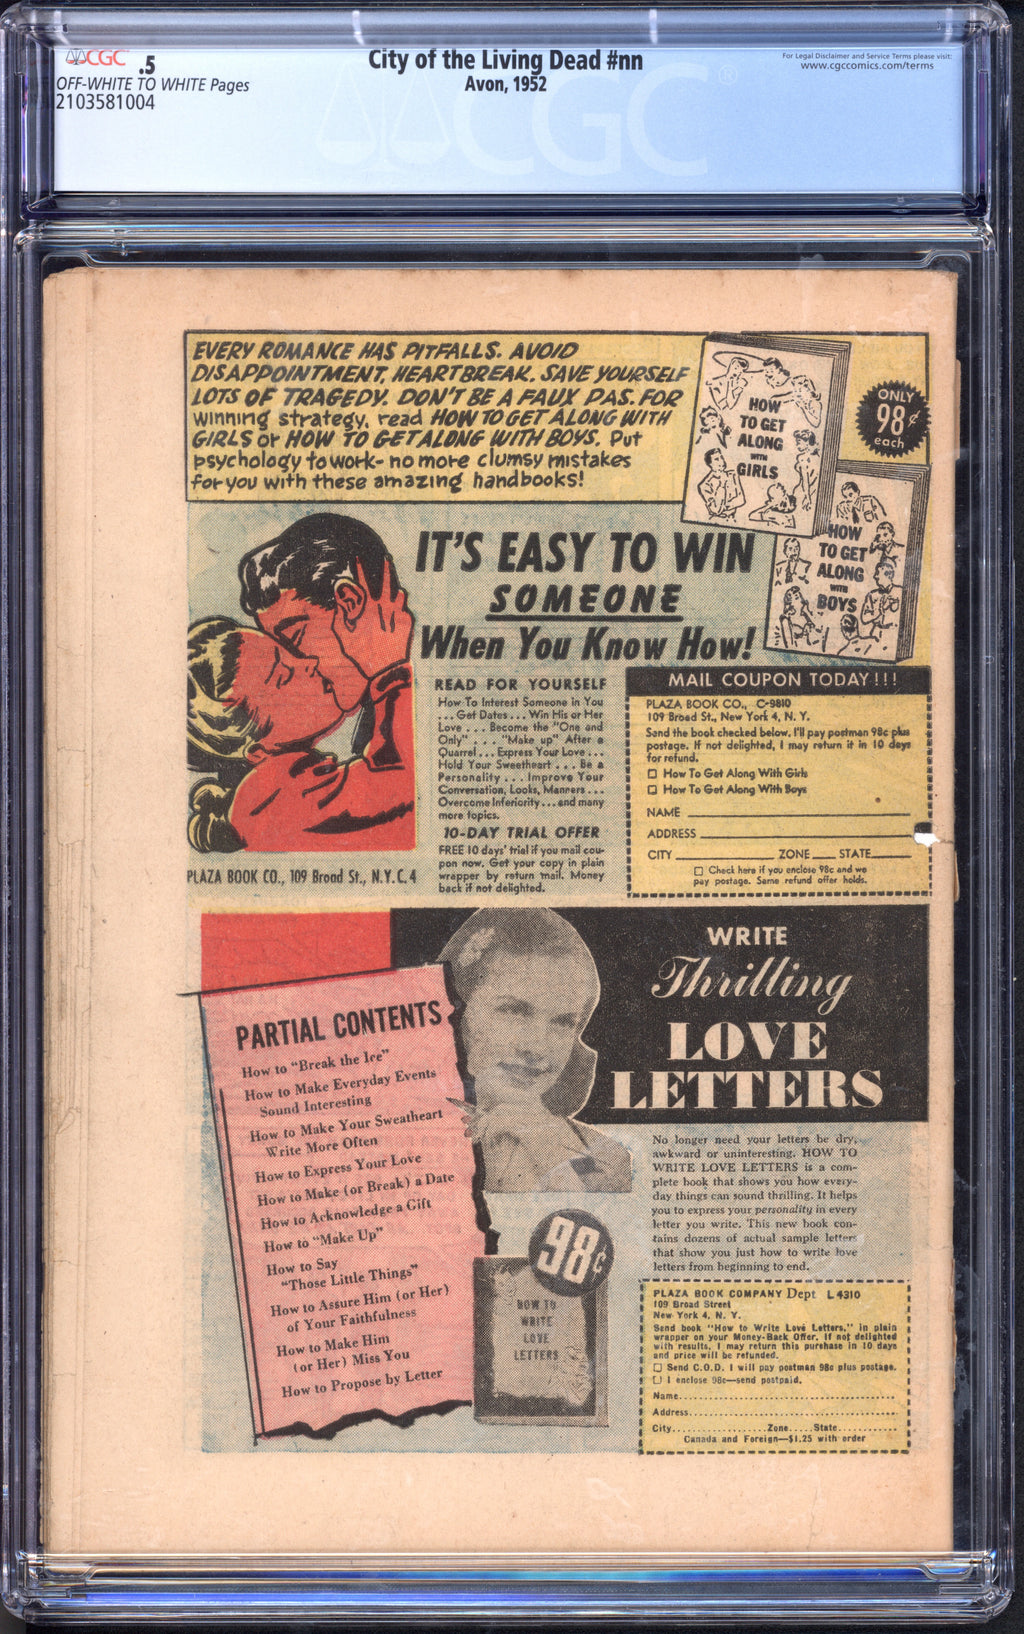 CGC .5
OFF-WHITE TO WHITE Pages
2103581004
City of the Living Dead #nn
Avon, 1952
For Legal Disclaimer and Service Terms please visit:
www.cgccomics.com/terms
CGC®
EVERY ROMANCE HAS PITFALLS. AVOID
DISAPPOINTMENT, HEARTBREAK. SAVE YOURSELF
LOTS OF TRAGEDY. DON'T BE A FAUX PAS. FOR
winning strategy, read HOW TO GET ALONG WITH
GIRLS or HOW TO GET ALONG WITH BOYS. Put
psychology to work- no more clumsy mistakes
for you with these amazing handbooks!
HOW
TO GET
ALONG
WITH
GIRLS
ONLY
98¢
each
HOW
TO GET
ALONG
WITH
BOYS
IT'S EASY TO WIN
SOMEONE
When You Know How!
READ FOR YOURSELF
How To Interest Someone in You
... Get Dates... Win His or Her
Love ... Become the "One and
Only" ... "Make up" After a
Quarrel... Express Your Love...
Hold Your Sweetheart ... Be a
Personality ... Improve Your
Conversation, Looks, Manners...
Overcome Inferiority...and many
more topics.
10-DAY TRIAL OFFER
FREE 10 days' trial if you mail cou-
pon now. Get your copy in plain
wrapper by return mail. Money
back if not delighted.
PLAZA BOOK CO., 109 Broad St., N.Y.C. 4
MAIL COUPON TODAY!!!
PLAZA BOOK CO., C-9810
109 Broad St., New York 4, N. Y.
Send the book checked below. I'll pay postman 98c plus
postage. If not delighted, I may return it in 10 days
for refund.
☐ How To Get Along With Girls
☐ How To Get Along With Boys
NAME
ADDRESS
CITY ZONE STATE
☐ Check here if you enclose 98c and we
pay postage. Same refund offer holds.
WRITE
Thrilling
LOVE
LETTERS
PARTIAL CONTENTS
How to "Break the Ice"
How to Make Everyday Events
Sound Interesting
How to Make Your Sweatheart
Write More Often
How to Express Your Love
How to Make (or Break) a Date
How to Acknowledge a Gift
How to "Make Up"
How to Say
"Those Little Things"
How to Assure Him (or Her)
of Your Faithfulness
How to Make Him
(or Her) Miss You
How to Propose by Letter
98¢
HOW TO
WRITE
LOVE
LETTERS
No longer need your letters be dry,
awkward or uninteresting. HOW TO
WRITE LOVE LETTERS is a com-
plete book that shows you how every-
day things can sound thrilling. It helps
you to express your personality in every
letter you write. This new book con-
tains dozens of actual sample letters
that show you just how to write love
letters from beginning to end.
PLAZA BOOK COMPANY Dept L4310
109 Broad Street
New York 4, N. Y.
Send book "How to Write Love Letters." in plain
wrapper on your Money-Back Offer. If not delighted
with results, I may return this purchase in 10 days
and price will be refunded.
☐ Send C.O.D. I will pay postman 98c plus postage.
☐ I enclose 98c—send postpaid.
Name
Address
City Zone State
Canada and Foreign—$1.25 with order